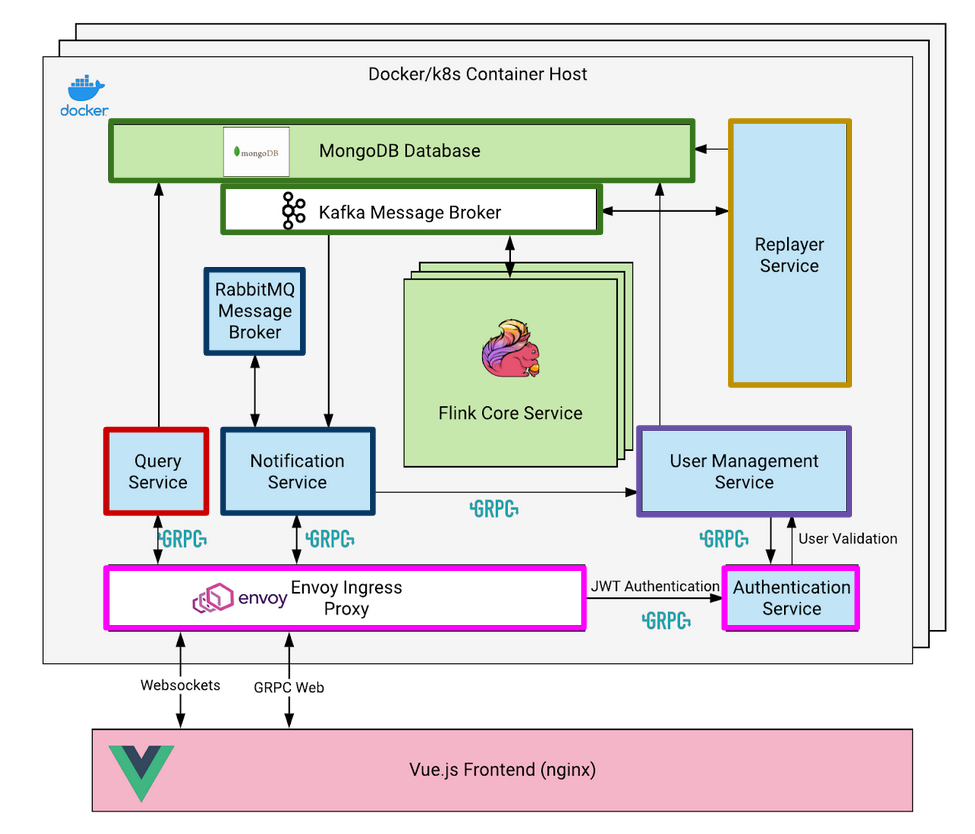 Docker/k8s Container Host
docker
mongoDB
MongoDB Database
Kafka Message Broker
Replayer
Service
RabbitMQ
Message
Broker
Flink Core Service
Query
Service
Notification
Service
User Management
Service
GRPC
GRPC
GRPC
GRPC
User Validation
envoy
Envoy Ingress
Proxy
JWT Authentication
GRPC
Authentication
Service
Websockets
GRPC Web
Vue.js Frontend (nginx)